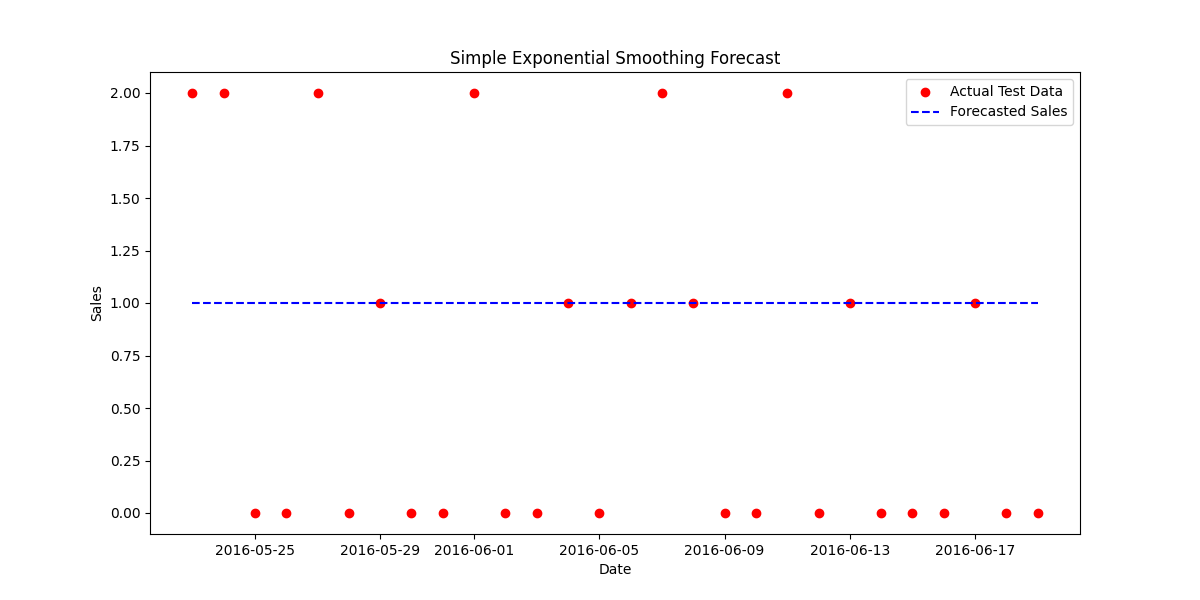 Simple Exponential Smoothing Forecast
Actual Test Data
Forecasted Sales
2.00
1.75
1.50
1.25
1.00
0.75
0.50
0.25
0.00
Sales
2016-05-25 2016-05-29 2016-06-01 2016-06-05 2016-06-09 2016-06-13 2016-06-17
Date